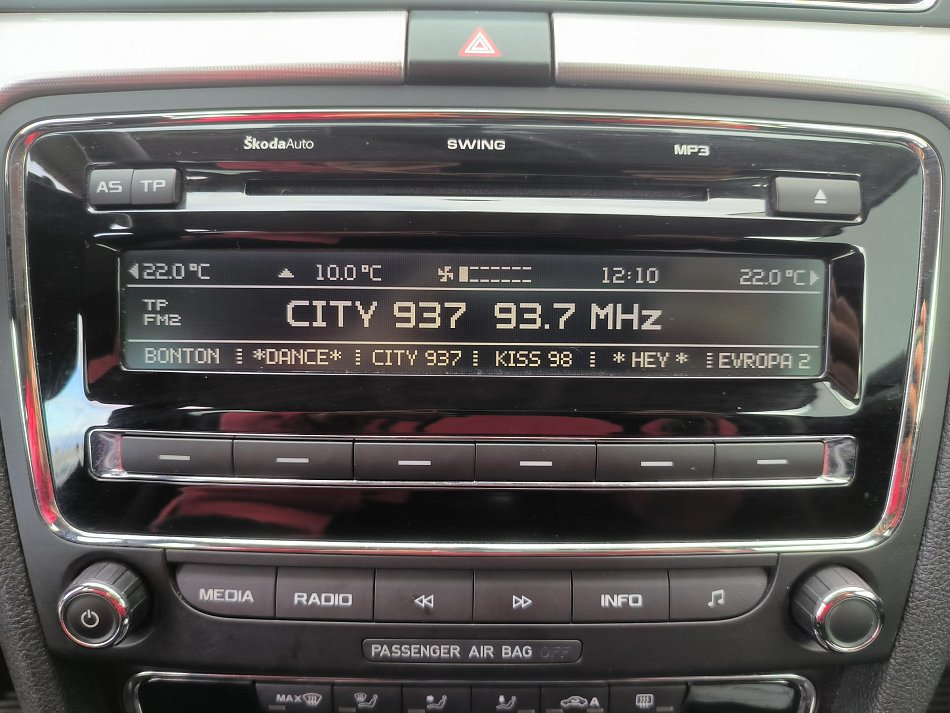 ŠkodaAuto SWING MP3
AS TP
22.0 °C 10.0 °C 12:10 22.0 °C
TP
FM2
CITY 937 93.7 MHz
BONTON *DANCE* CITY 937 KISS 98 * HEY * EVROPA 2
MEDIA RADIO INFO
PASSENGER AIR BAG OFF
MAX A